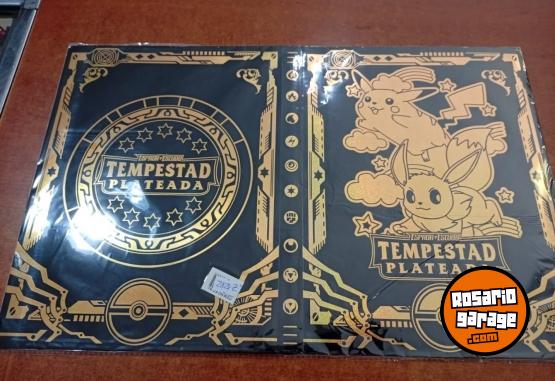 ESPADA Y ESCUDO
TEMPESTAD
PLATEADA
ESPADA Y ESCUDO
TEMPESTAD
PLATEADA
Rosario
garage
.com